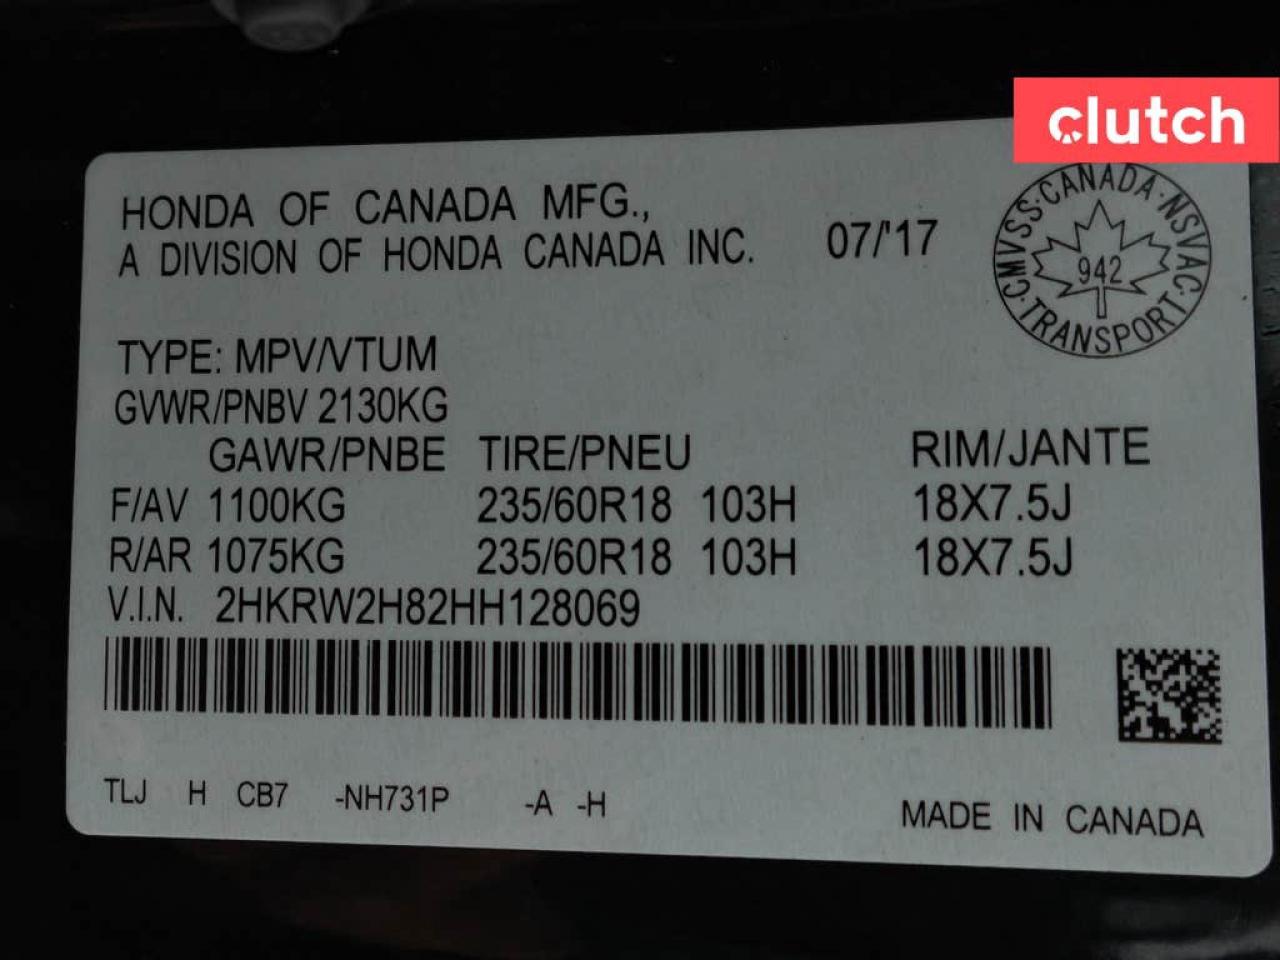 clutch
HONDA OF CANADA MFG.,
A DIVISION OF HONDA CANADA INC. 07/'17
CMVSS·CANADA·NSVAC·TRANSPORT
942
TYPE: MPV/VTUM
GVWR/PNBV 2130KG
GAWR/PNBE TIRE/PNEU RIM/JANTE
F/AV 1100KG 235/60R18 103H 18X7.5J
R/AR 1075KG 235/60R18 103H 18X7.5J
V.I.N. 2HKRW2H82HH128069
TLJ H CB7 -NH731P -A -H
MADE IN CANADA